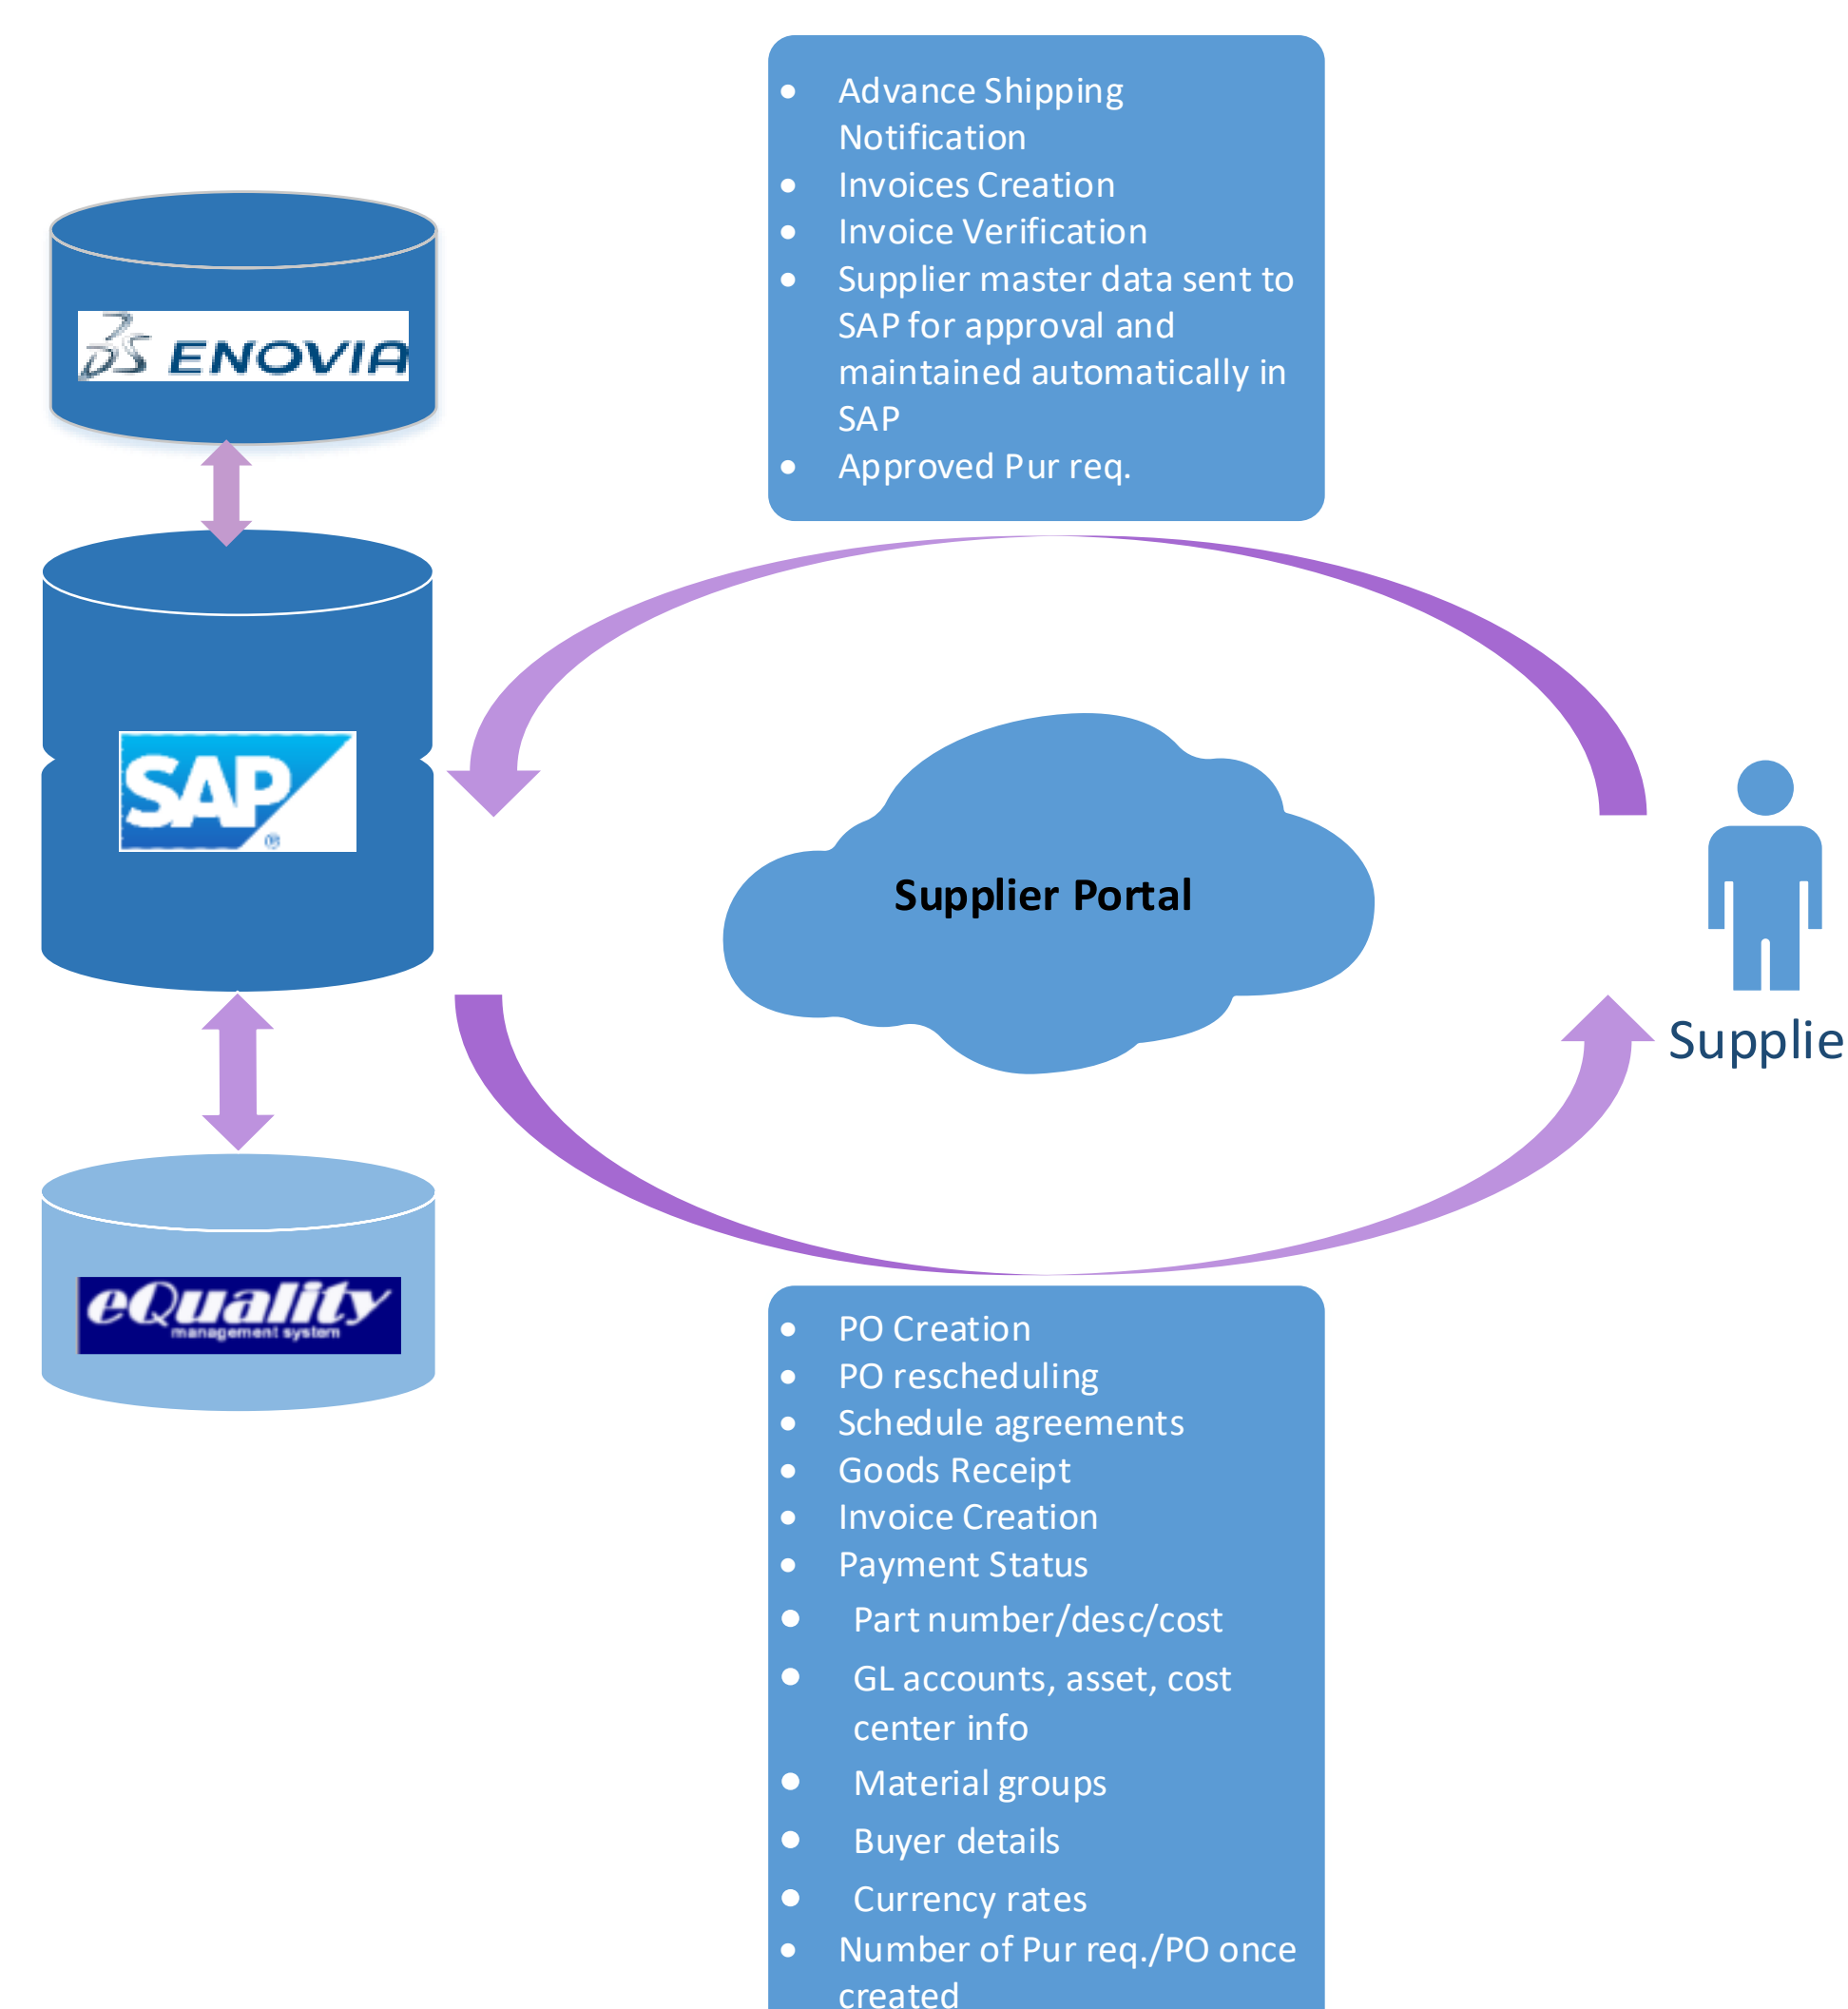 Advance Shipping
Notification
Invoices Creation
Invoice Verification
Supplier master data sent to
SAP for approval and
maintained automatically in
SAP
Approved Pur req.
ENOVIA
SAP
®
Supplier Portal
Supplie
eQuality
management system
PO Creation
PO rescheduling
Schedule agreements
Goods Receipt
Invoice Creation
Payment Status
Part number/desc/cost
GL accounts, asset, cost
center info
Material groups
Buyer details
Currency rates
Number of Pur req./PO once
created